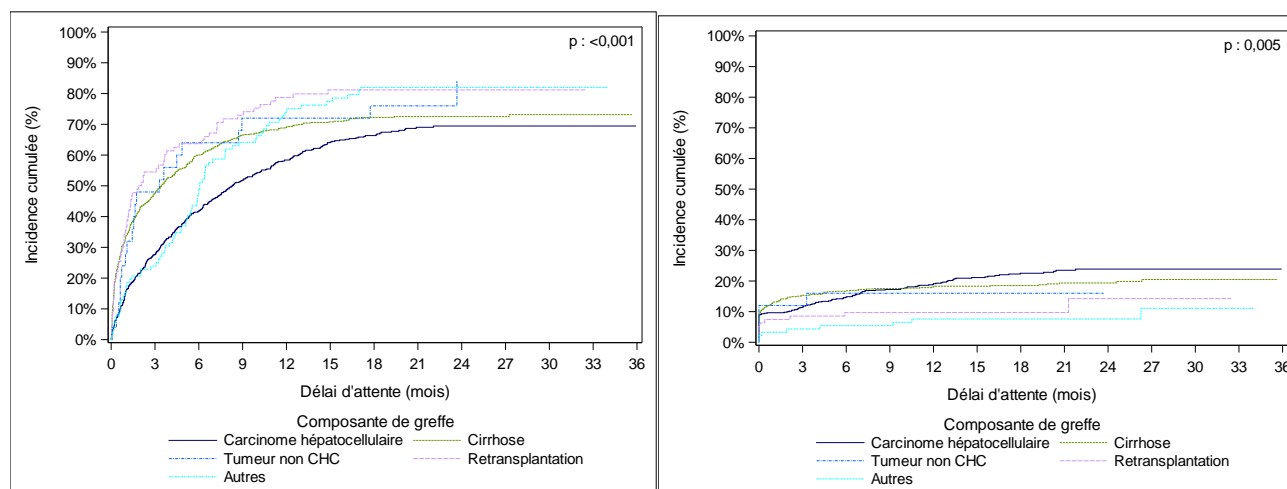 p : <0,001
Incidence cumulée (%)
100%
90%
80%
70%
60%
50%
40%
30%
20%
10%
0%
0 3 6 9 12 15 18 21 24 27 30 33 36
Délai d'attente (mois)
Composante de greffe
Carcinome hépatocellulaire Cirrhose
Tumeur non CHC Retransplantation
Autres
p : 0,005
Incidence cumulée (%)
100%
90%
80%
70%
60%
50%
40%
30%
20%
10%
0%
0 3 6 9 12 15 18 21 24 27 30 33 36
Délai d'attente (mois)
Composante de greffe
Carcinome hépatocellulaire Cirrhose
Tumeur non CHC Retransplantation
Autres